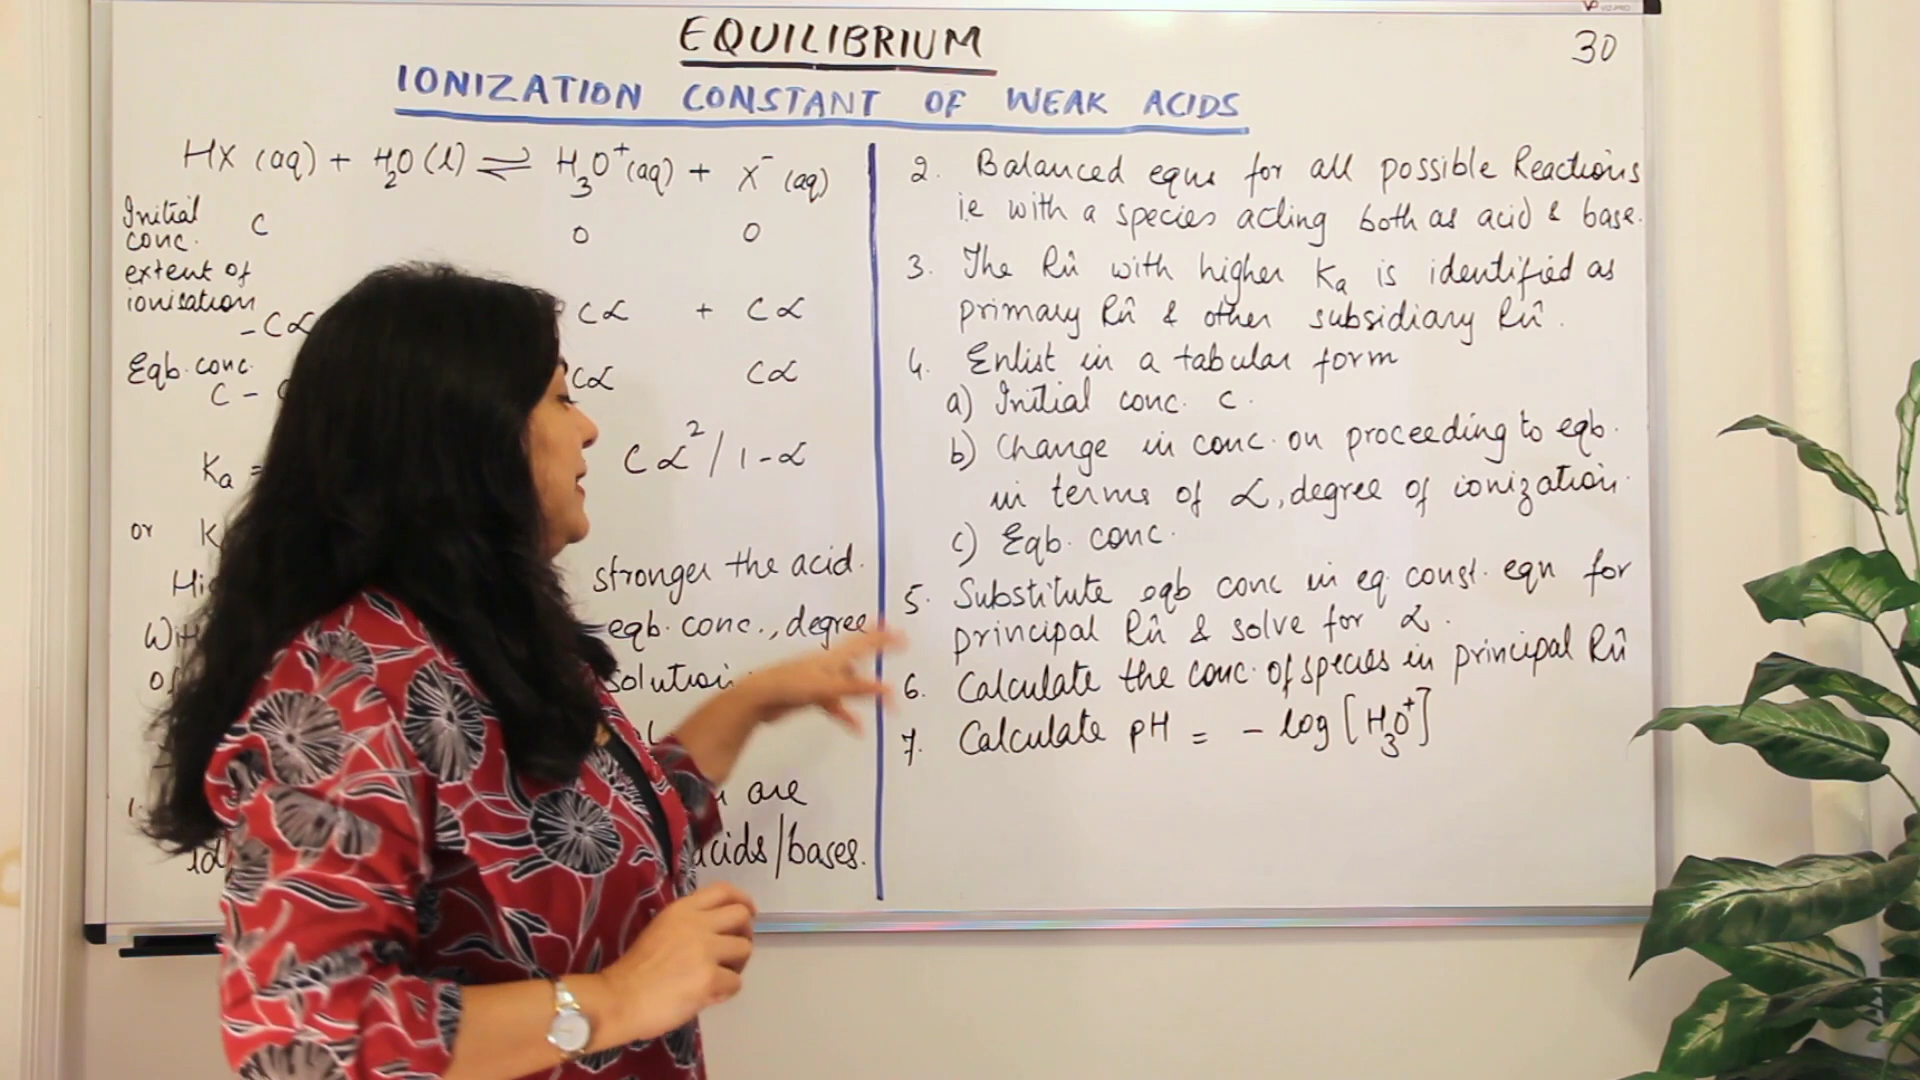 EQUILIBRIUM
30
IONIZATION CONSTANT OF WEAK ACIDS
HX (aq) + H₂O (l) ⇌ H₃O⁺(aq) + X⁻(aq)
Initial
conc. C 0 0
extent of
ionisation
-Cα Cα + Cα
Eqb. conc.
C - Cα Cα
Ka = Cα²/1-α
or K
stronger the acid.
eqb. conc., degree
solution
1. are
acids/bases.
2. Balanced eqns for all possible Reactions
i.e with a species acting both as acid & base.
3. The Rn̂ with higher Ka is identified as
primary Rn̂ & other subsidiary Rn̂.
4. Enlist in a tabular form
a) Initial conc. C.
b) Change in conc. on proceeding to eqb.
in terms of α, degree of ionization.
c) Eqb. conc.
5. Substitute eqb conc in eq. const. eqn for
principal Rn̂ & solve for α.
6. Calculate the conc. of species in principal Rn̂
7. Calculate pH = - log [H₃O⁺]